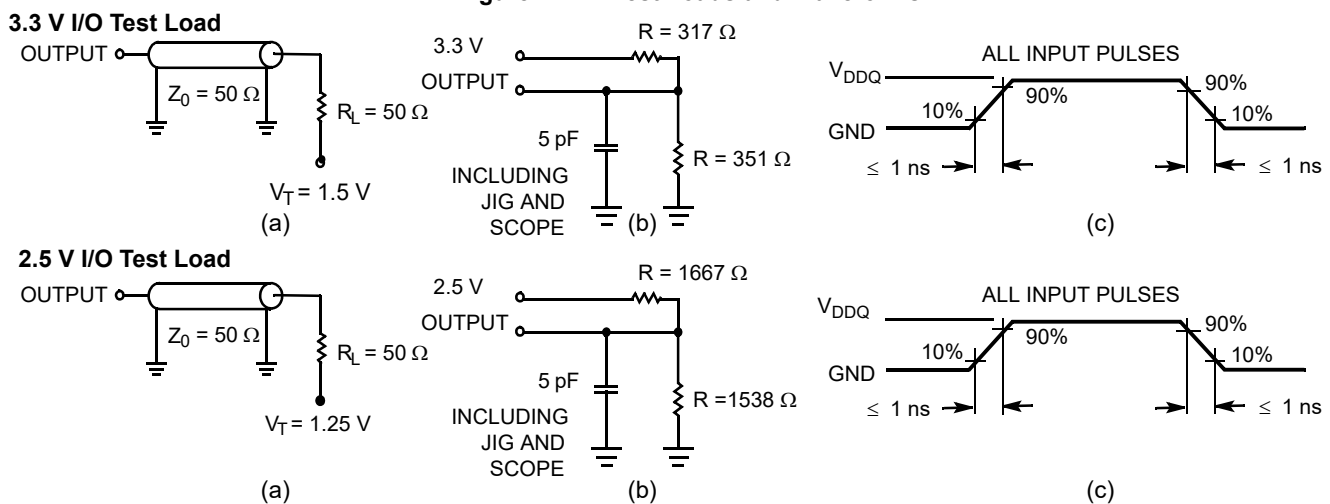 3.3 V I/O Test Load
OUTPUT
Z0 = 50 Ω
RL = 50 Ω
VT = 1.5 V
(a)
3.3 V
OUTPUT
R = 317 Ω
5 pF
R = 351 Ω
INCLUDING
JIG AND
SCOPE
(b)
ALL INPUT PULSES
VDDQ
GND
10%
90%
90%
10%
≤ 1 ns
≤ 1 ns
(c)
2.5 V I/O Test Load
OUTPUT
Z0 = 50 Ω
RL = 50 Ω
VT = 1.25 V
(a)
2.5 V
OUTPUT
R = 1667 Ω
5 pF
R =1538 Ω
INCLUDING
JIG AND
SCOPE
(b)
ALL INPUT PULSES
VDDQ
GND
10%
90%
90%
10%
≤ 1 ns
≤ 1 ns
(c)